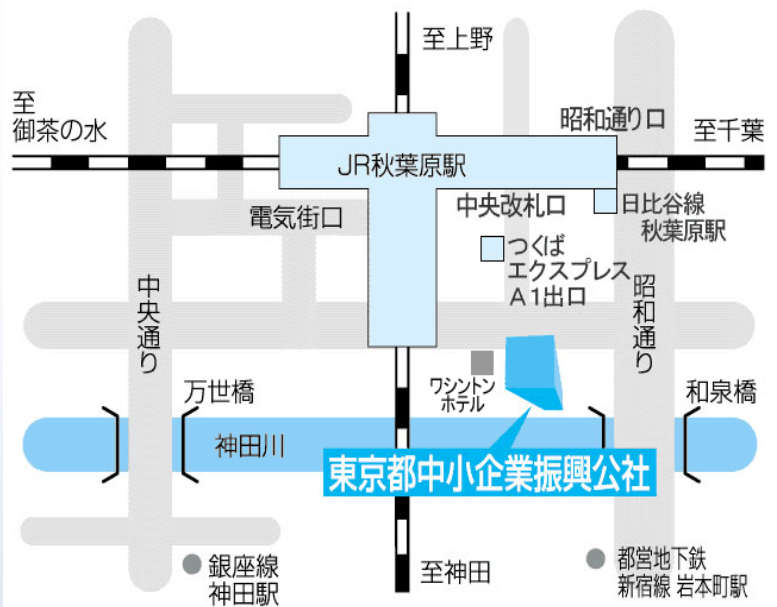 至上野
至
御茶の水
昭和通り口
至千葉
JR秋葉原駅
電気街口
中央改札口
日比谷線
秋葉原駅
つくば
エクスプレス
A1出口
中央通り
昭和通り
万世橋
ワシントン
ホテル
和泉橋
神田川
東京都中小企業振興公社
銀座線
神田駅
至神田
都営地下鉄
新宿線 岩本町駅